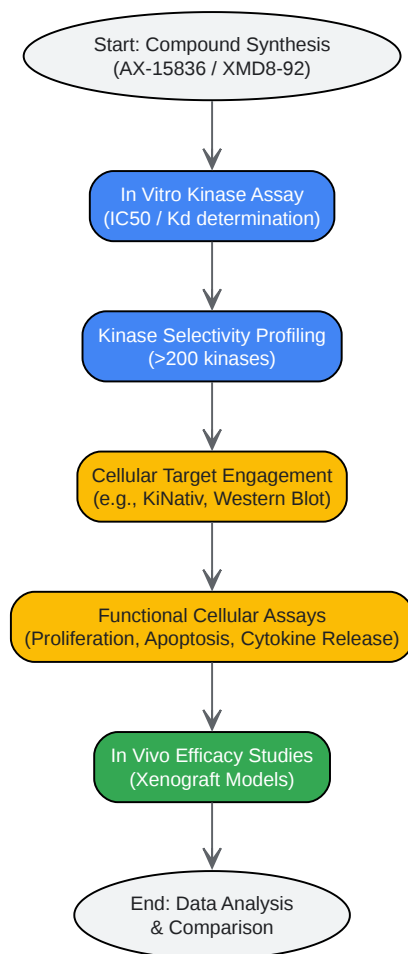 Start: Compound Synthesis
(AX-15836 / XMD8-92)
In Vitro Kinase Assay
(IC50 / Kd determination)
Kinase Selectivity Profiling
(>200 kinases)
Cellular Target Engagement
(e.g., KiNativ, Western Blot)
Functional Cellular Assays
(Proliferation, Apoptosis, Cytokine Release)
In Vivo Efficacy Studies
(Xenograft Models)
End: Data Analysis
& Comparison